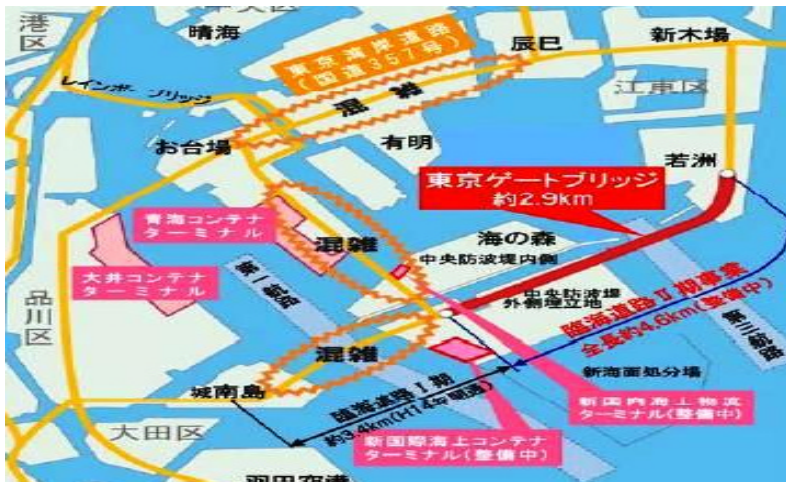 港区
晴海
東京湾岸道路
(国道357号)
辰巳
新木場
レインボーブリッジ
混雑
江東区
お台場
有明
若洲
東京ゲートブリッジ
約2.9km
青海コンテナ
ターミナル
混雑
海の森
中央防波堤内側
大井コンテナ
ターミナル
第一航路
品川区
中央防波堤
外側埋立地
臨海道路Ⅱ期事業
全長約4.6km(整備中)
第三航路
混雑
新海面処分場
城南島
臨海道路Ⅰ期
約3.4km(H14年開通)
新国内海上物流
ターミナル(整備中)
大田区
新国際海上コンテナ
ターミナル(整備中)
羽田空港